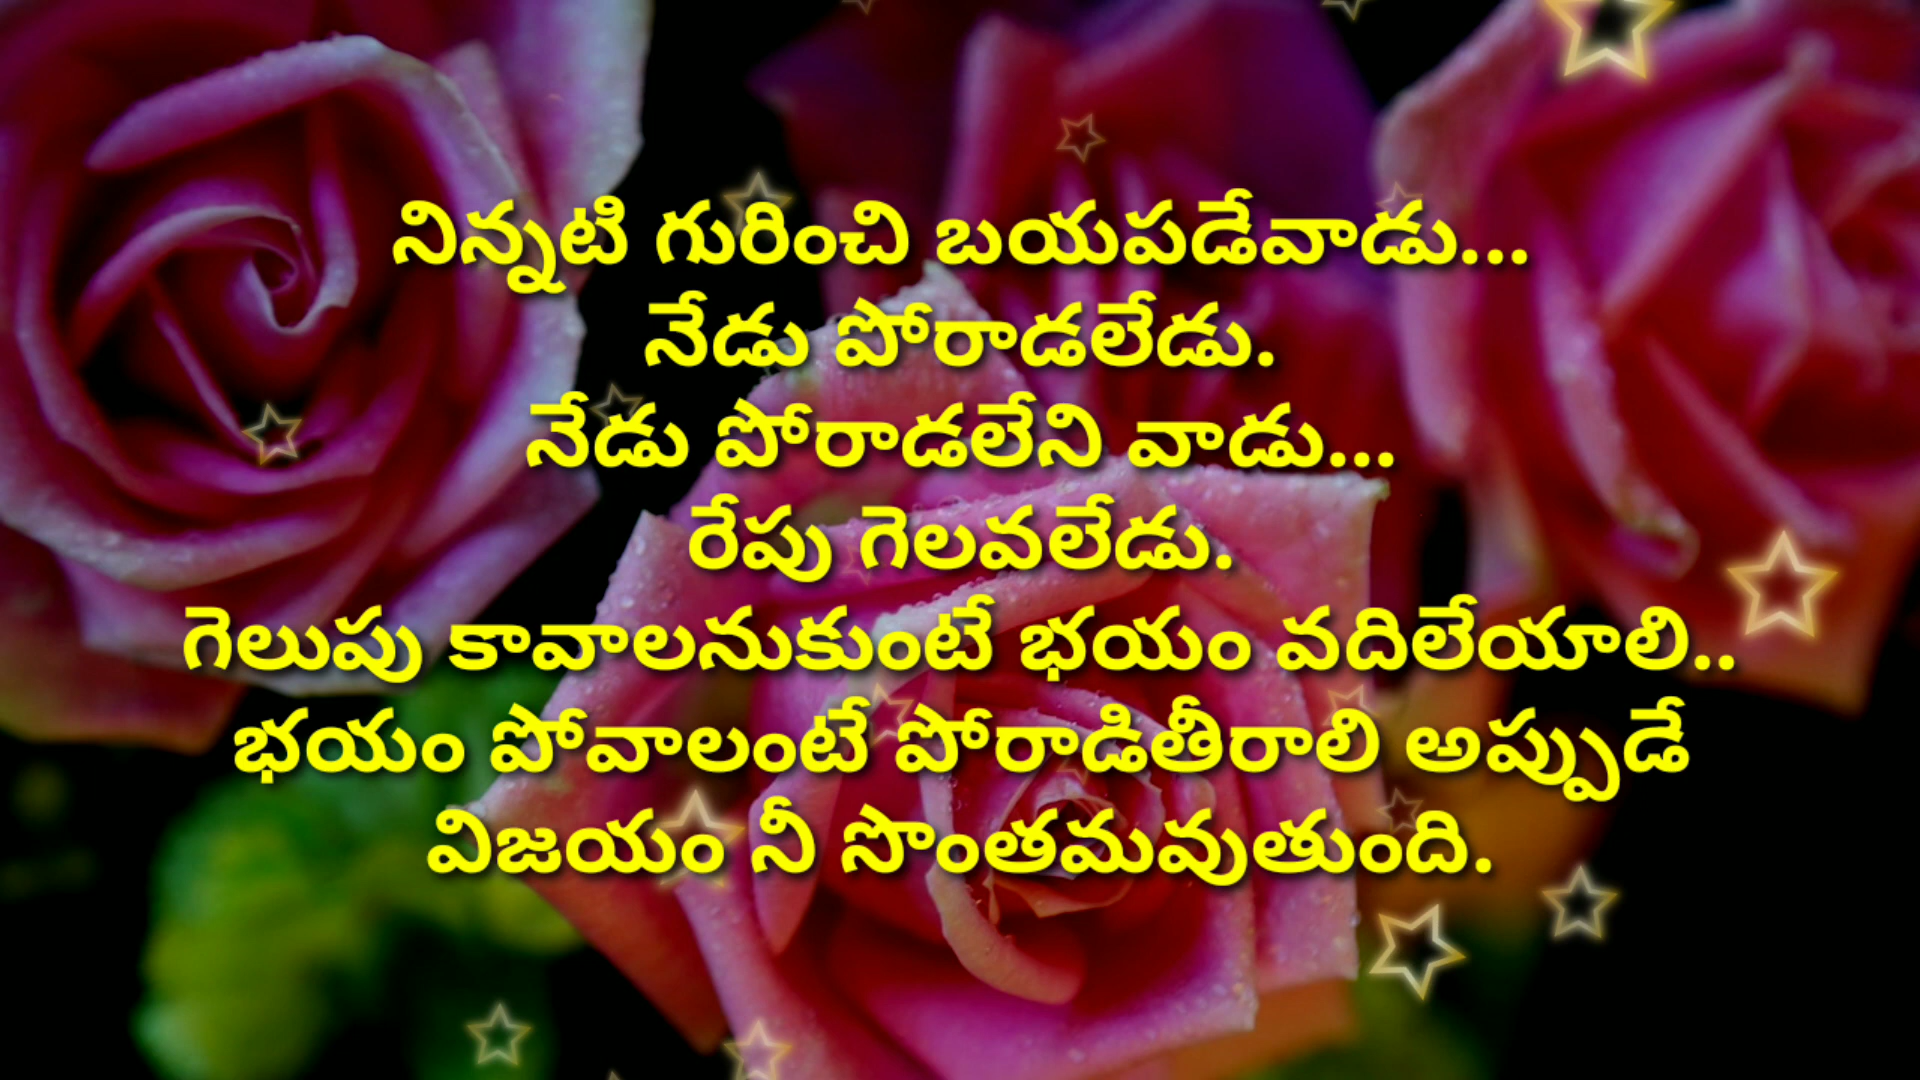 నిన్నటి గురించి బయపడేవాడు...
నేడు పోరాడలేడు.
నేడు పోరాడలేని వాడు...
రేపు గెలవలేడు.
గెలుపు కావాలనుకుంటే భయం వదిలేయాలి..
భయం పోవాలంటే పోరాడితీరాలి అప్పుడే
విజయం నీ సొంతమవుతుంది.